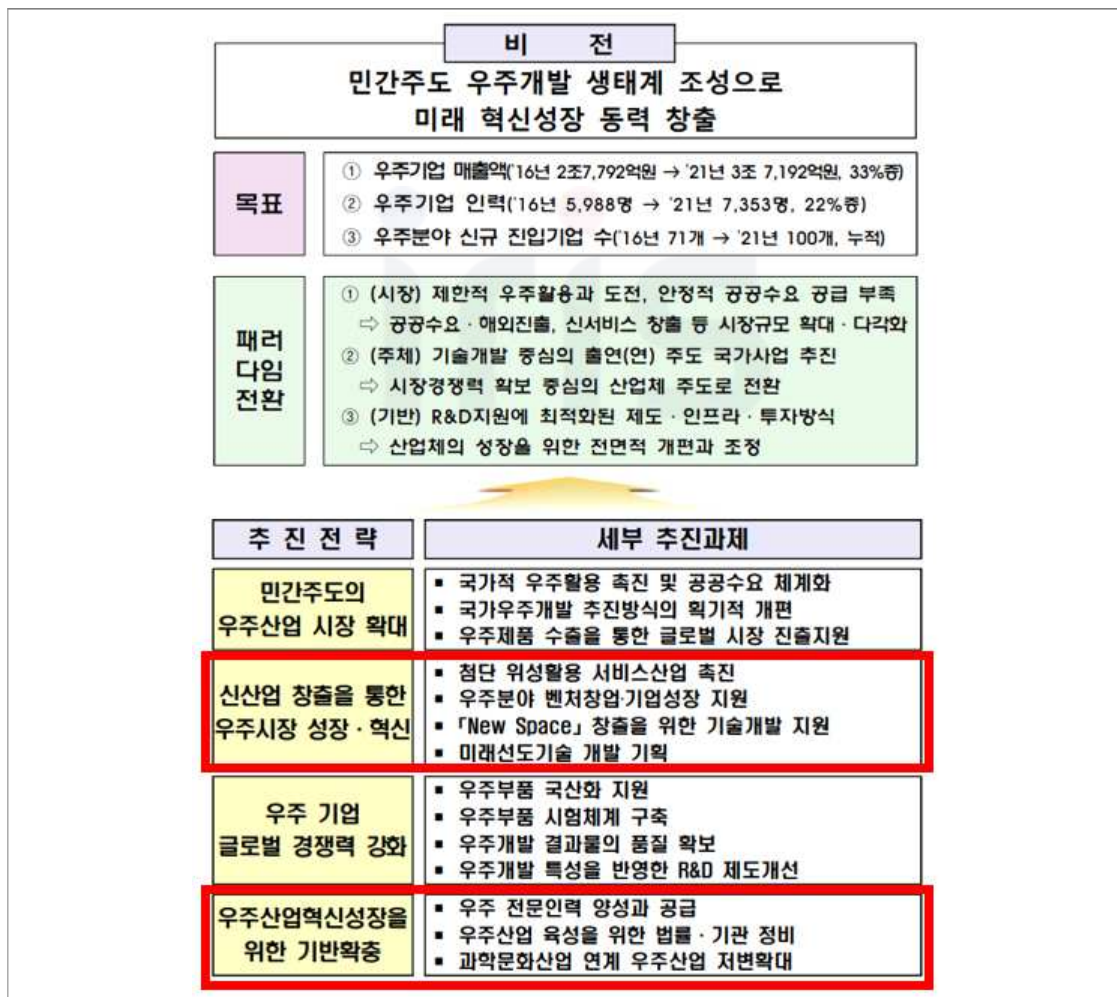 비 전
민간주도 우주개발 생태계 조성으로
미래 혁신성장 동력 창출
목표
① 우주기업 매출액('16년 2조7,792억원 → '21년 3조 7,192억원, 33%증)
② 우주기업 인력('16년 5,988명 → '21년 7,353명, 22%증)
③ 우주분야 신규 진입기업 수('16년 71개 → '21년 100개, 누적)
패러
다임
전환
① (시장) 제한적 우주활용과 도전, 안정적 공공수요 공급 부족
⇨ 공공수요 · 해외진출, 신서비스 창출 등 시장규모 확대 · 다각화
② (주체) 기술개발 중심의 출연(연) 주도 국가사업 추진
⇨ 시장경쟁력 확보 중심의 산업체 주도로 전환
③ (기반) R&D지원에 최적화된 제도 · 인프라 · 투자방식
⇨ 산업체의 성장을 위한 전면적 개편과 조정
추 진 전 략
세부 추진과제
민간주도의
우주산업 시장 확대
▪ 국가적 우주활용 촉진 및 공공수요 체계화
▪ 국가우주개발 추진방식의 획기적 개편
▪ 우주제품 수출을 통한 글로벌 시장 진출지원
신산업 창출을 통한
우주시장 성장 · 혁신
▪ 첨단 위성활용 서비스산업 촉진
▪ 우주분야 벤처창업·기업성장 지원
▪ 「New Space」 창출을 위한 기술개발 지원
▪ 미래선도기술 개발 기획
우주 기업
글로벌 경쟁력 강화
▪ 우주부품 국산화 지원
▪ 우주부품 시험체계 구축
▪ 우주개발 결과물의 품질 확보
▪ 우주개발 특성을 반영한 R&D 제도개선
우주산업혁신성장을
위한 기반확충
▪ 우주 전문인력 양성과 공급
▪ 우주산업 육성을 위한 법률 · 기관 정비
▪ 과학문화산업 연계 우주산업 저변확대